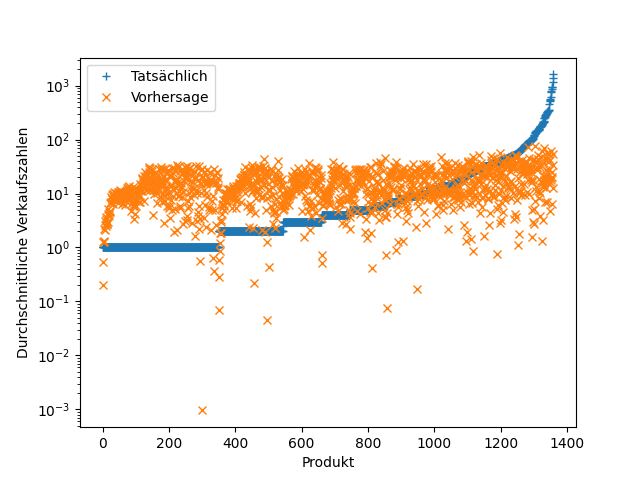 Tatsächlich
Vorhersage
Durchschnittliche Verkaufszahlen
10³
10²
10¹
10⁰
10⁻¹
10⁻²
10⁻³
0 200 400 600 800 1000 1200 1400
Produkt